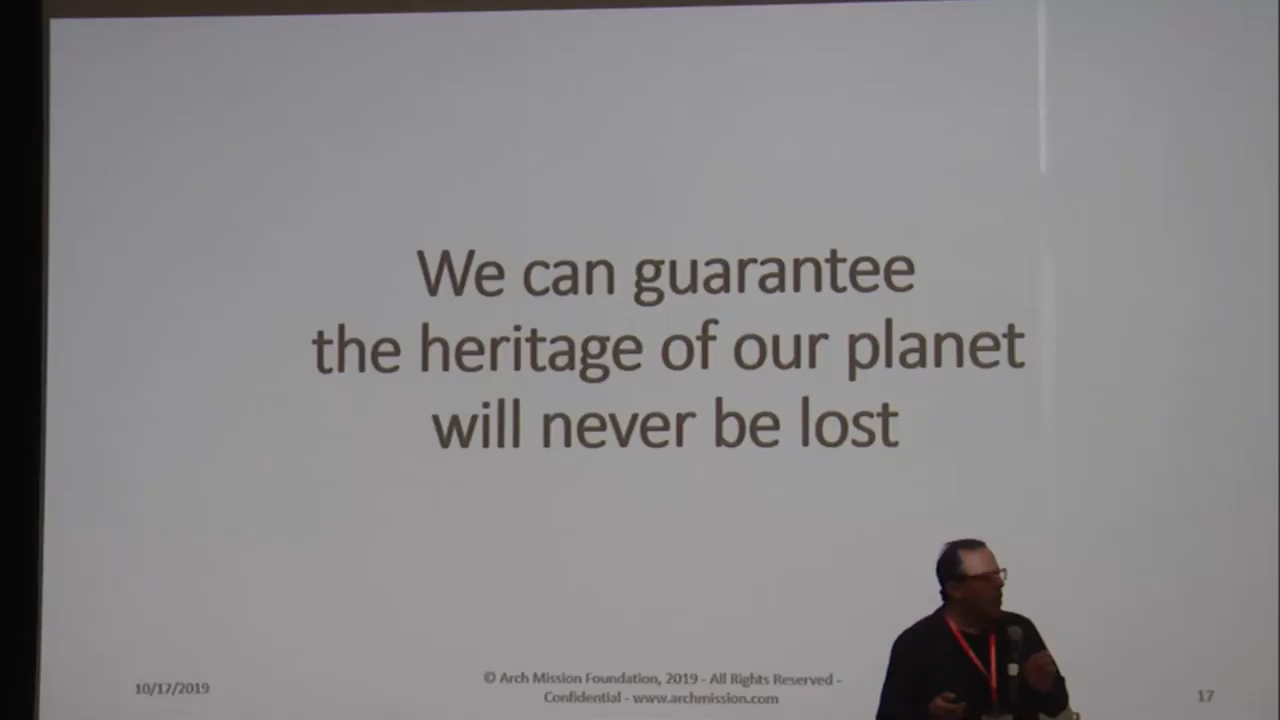 We can guarantee
the heritage of our planet
will never be lost
10/17/2019
© Arch Mission Foundation, 2019 - All Rights Reserved -
Confidential - www.archmission.com
17